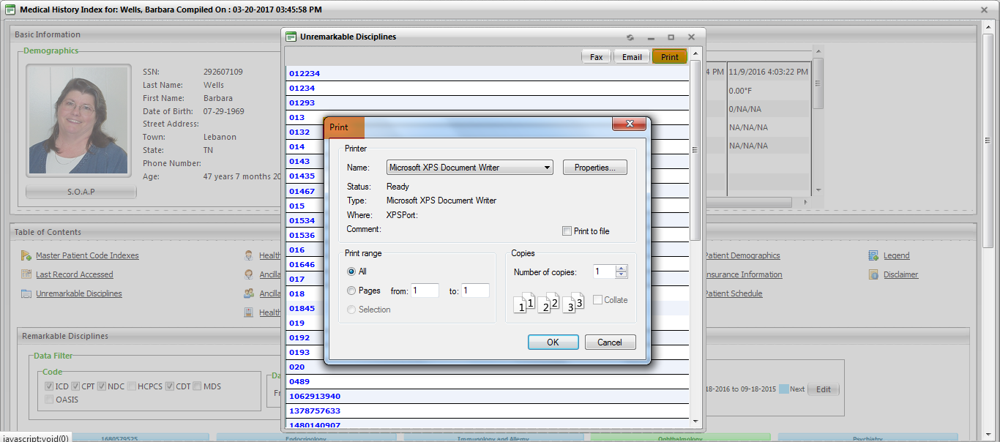 Medical History Index for: Wells, Barbara Compiled On : 03-20-2017 03:45:58 PM
Basic Information
Demographics
SSN: 292607109
Last Name: Wells
First Name: Barbara
Date of Birth: 07-29-1969
Street Address:
Town: Lebanon
State: TN
Phone Number:
Age: 47 years 7 months 20
S.O.A.P
4 PM 11/9/2016 4:03:22 PM
0.00°F
0/NA/NA
NA/NA/NA
NA/NA/NA
Table of Contents
Master Patient Code Indexes
Last Record Accessed
Unremarkable Disciplines
Health
Ancilla
Ancilla
Health
Patient Demographics
Insurance Information
Patient Schedule
Legend
Disclaimer
Remarkable Disciplines
Data Filter
Code
ICD CPT NDC HCPCS CDT MDS
OASIS
Da
Fr
18-2016 to 09-18-2015 Next Edit
1680579525 Endocrinology Immunology and Allergy Ophthalmology Psychiatry
javascript:void(0)
Unremarkable Disciplines
Fax Email Print
012234
01234
01293
013
0132
014
0143
01435
01467
015
01534
01536
016
01646
017
018
01845
019
0192
0193
020
0489
1062913940
1378757633
1480140907
Print
Printer
Name: Microsoft XPS Document Writer Properties...
Status: Ready
Type: Microsoft XPS Document Writer
Where: XPSPort:
Comment:
Print to file
Print range
All
Pages from: 1 to: 1
Selection
Copies
Number of copies: 1
1 1 2 2 3 3
Collate
OK Cancel